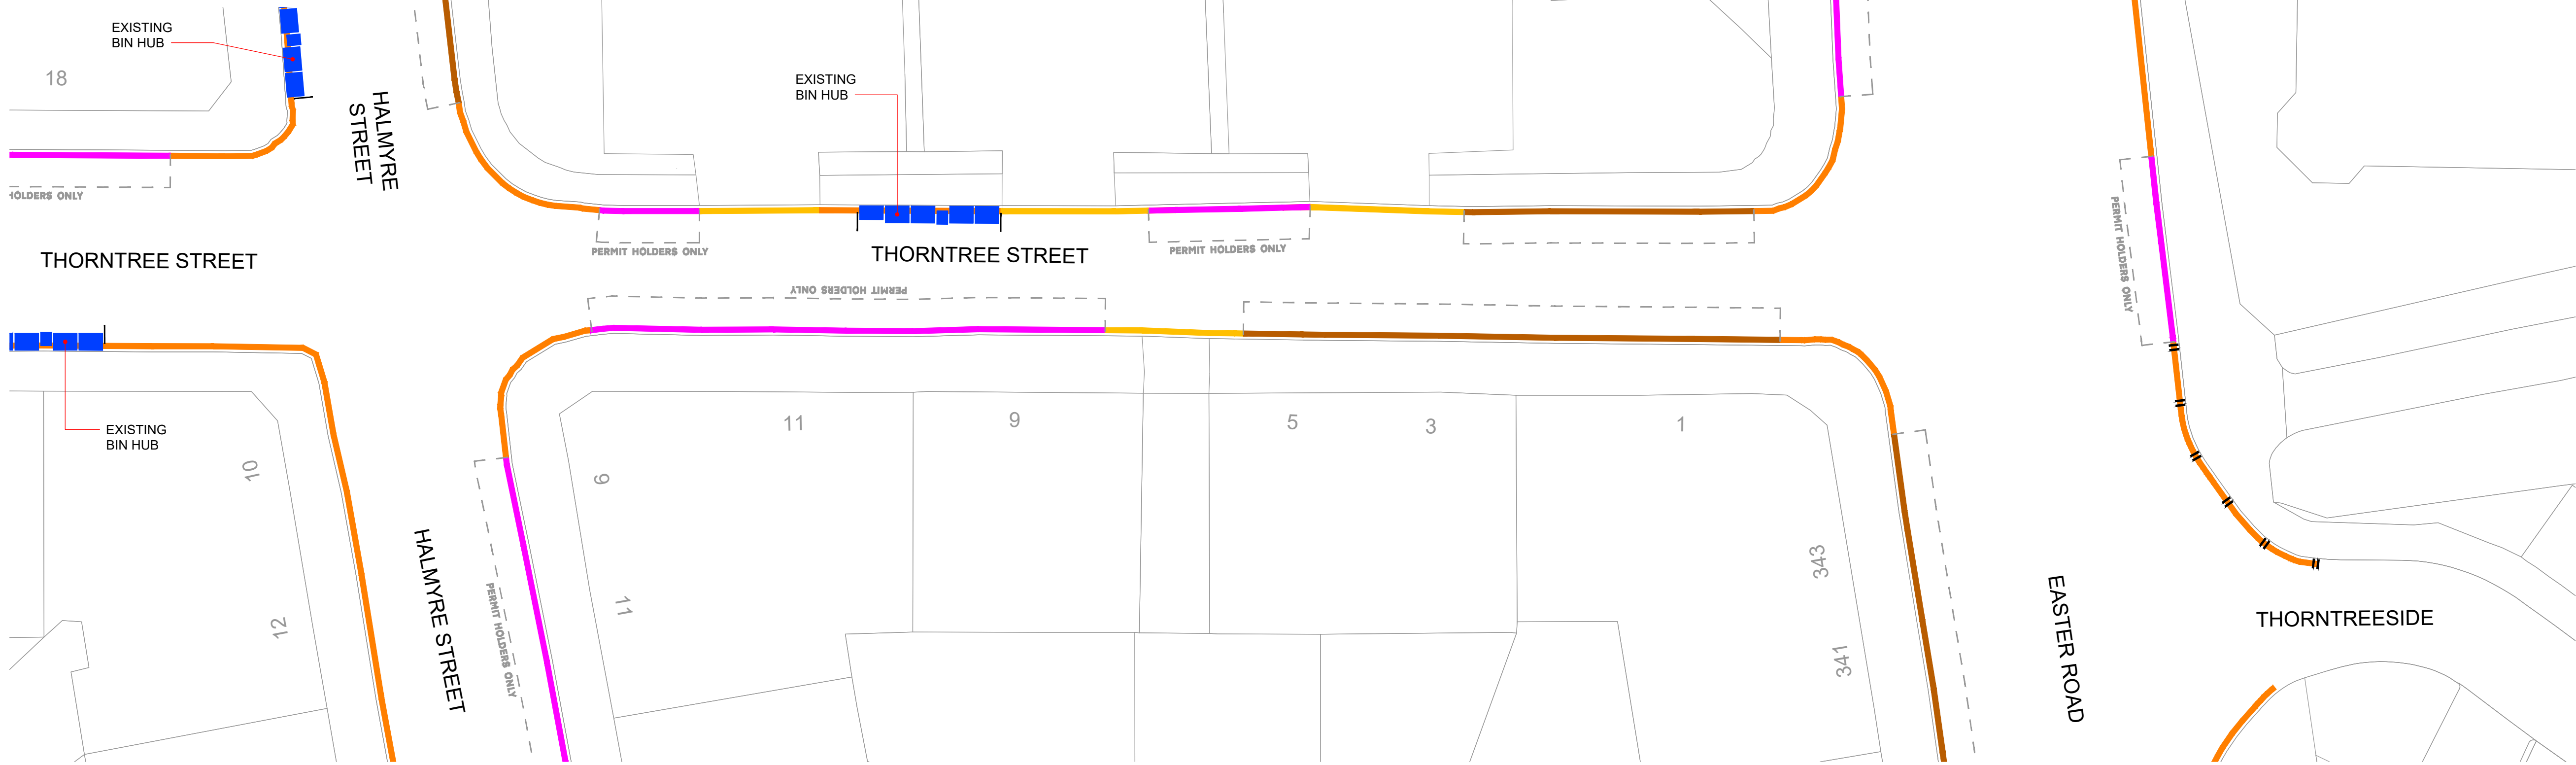 EXISTING
BIN HUB
18
HALMYRE
STREET
EXISTING
BIN HUB
HOLDERS ONLY
THORNTREE STREET
PERMIT HOLDERS ONLY
THORNTREE STREET
PERMIT HOLDERS ONLY
PERMIT HOLDERS ONLY
PERMIT HOLDERS ONLY
EXISTING
BIN HUB
10
12
HALMYRE STREET
PERMIT HOLDERS ONLY
9
11
11
9
5
3
1
343
341
EASTER ROAD
THORNTREESIDE